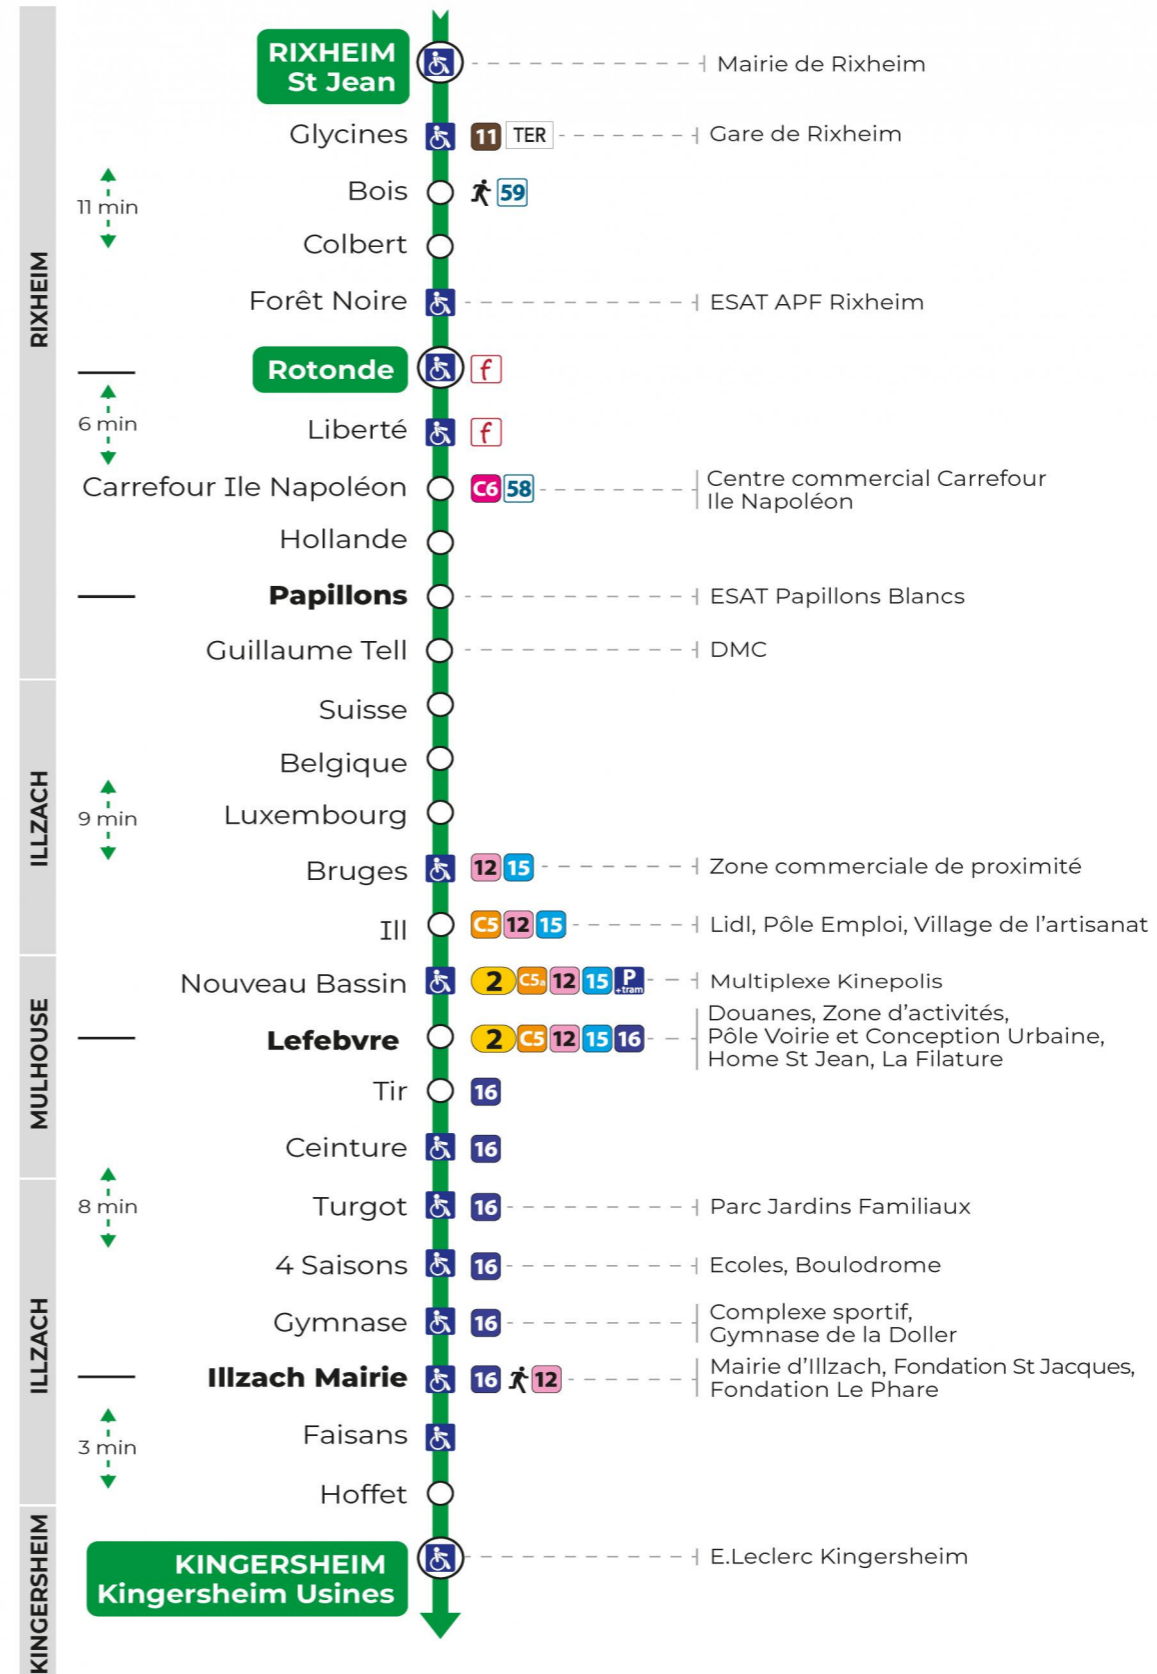 RIXHEIM
St Jean
Mairie de Rixheim
Glycines
11 TER
Gare de Rixheim
11 min
Bois
59
Colbert
RIXHEIM
Forêt Noire
ESAT APF Rixheim
Rotonde
f
6 min
Liberté
f
Carrefour Ile Napoléon
C6 58
Centre commercial Carrefour
Ile Napoléon
Hollande
Papillons
ESAT Papillons Blancs
Guillaume Tell
DMC
Suisse
Belgique
ILLZACH
9 min
Luxembourg
Bruges
12 15
Zone commerciale de proximité
Ill
C5 12 15
Lidl, Pôle Emploi, Village de l’artisanat
Nouveau Bassin
2 C5a 12 15 P
+tram
Multiplexe Kinepolis
MULHOUSE
Lefebvre
2 C5 12 15 16
Douanes, Zone d’activités,
Pôle Voirie et Conception Urbaine,
Home St Jean, La Filature
Tir
16
Ceinture
16
8 min
Turgot
16
Parc Jardins Familiaux
4 Saisons
16
Ecoles, Boulodrome
ILLZACH
Gymnase
16
Complexe sportif,
Gymnase de la Doller
Illzach Mairie
16 12
Mairie d’Illzach, Fondation St Jacques,
Fondation Le Phare
3 min
Faisans
Hoffet
KINGERSHEIM
KINGERSHEIM
Kingersheim Usines
E.Leclerc Kingersheim